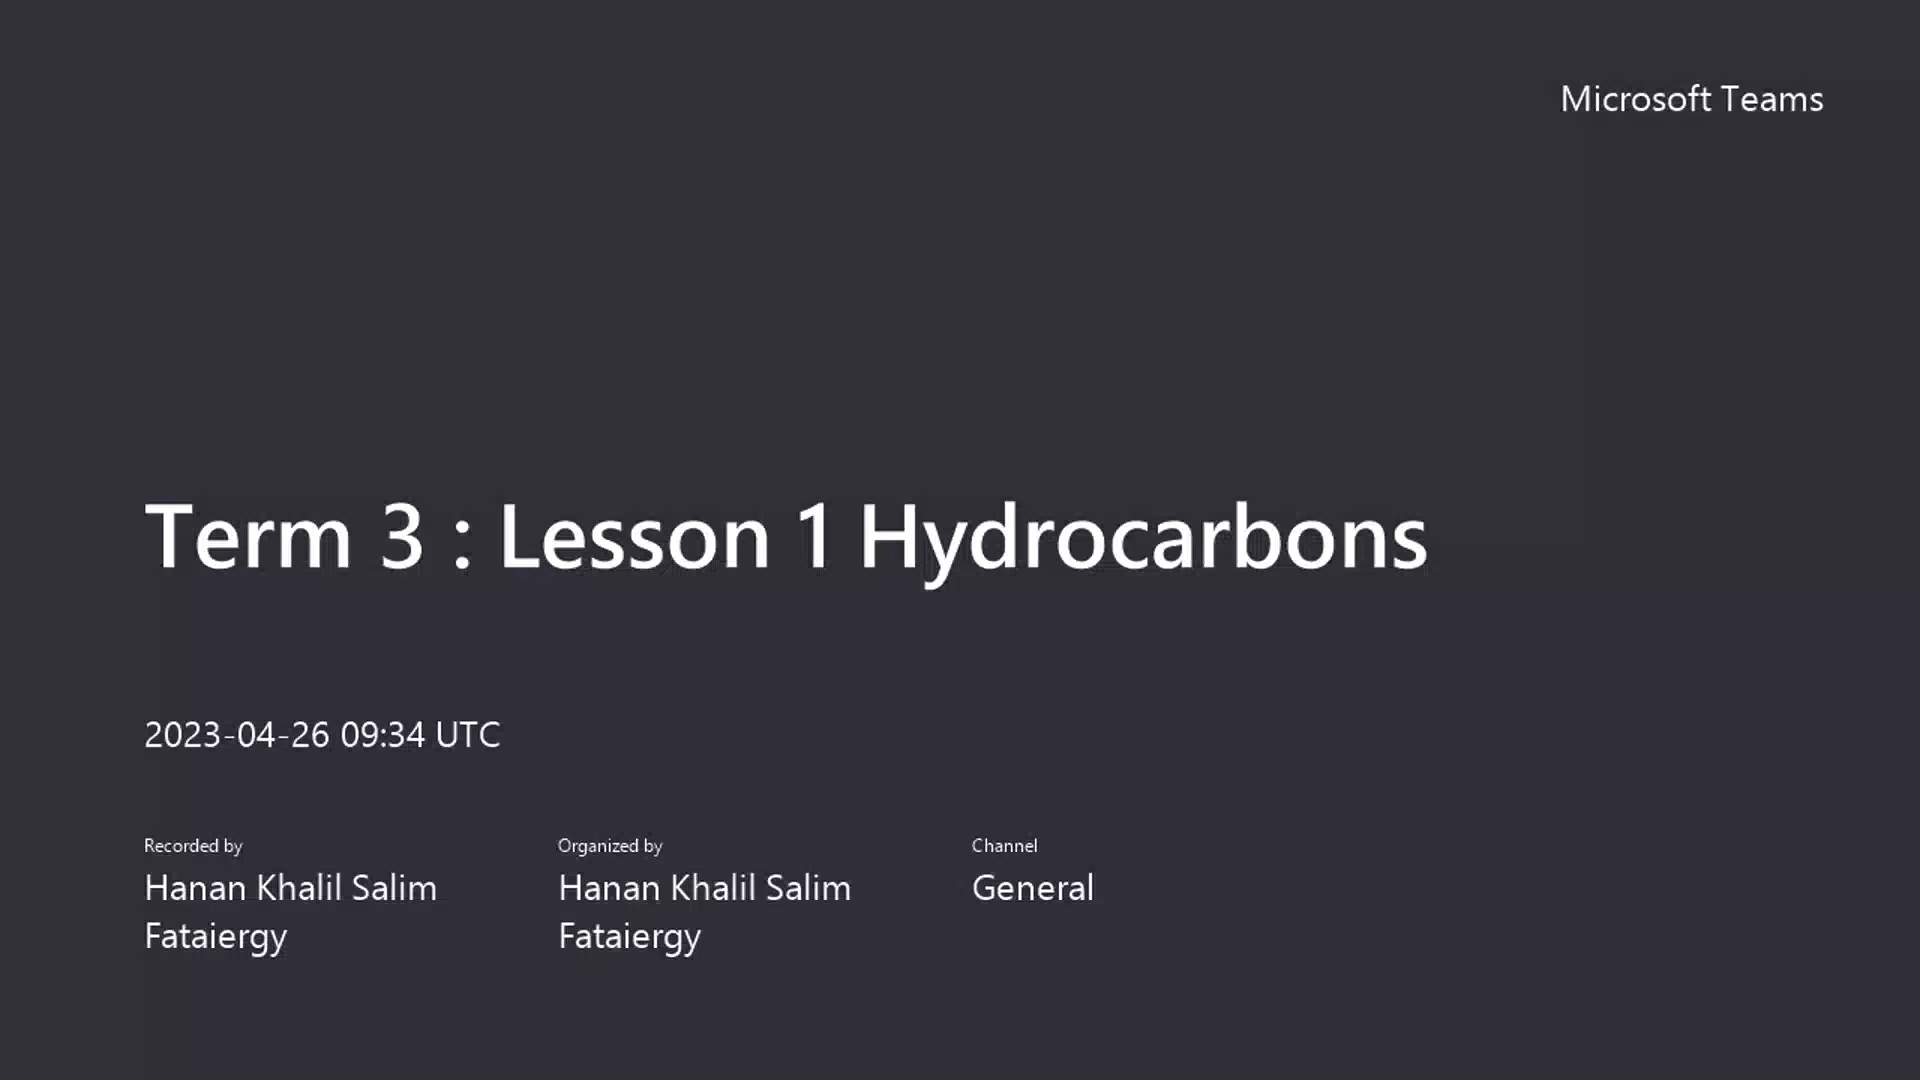 Microsoft Teams
Term 3 : Lesson 1 Hydrocarbons
2023-04-26 09:34 UTC
Recorded by
Hanan Khalil Salim
Fataiergy
Organized by
Hanan Khalil Salim
Fataiergy
Channel
General